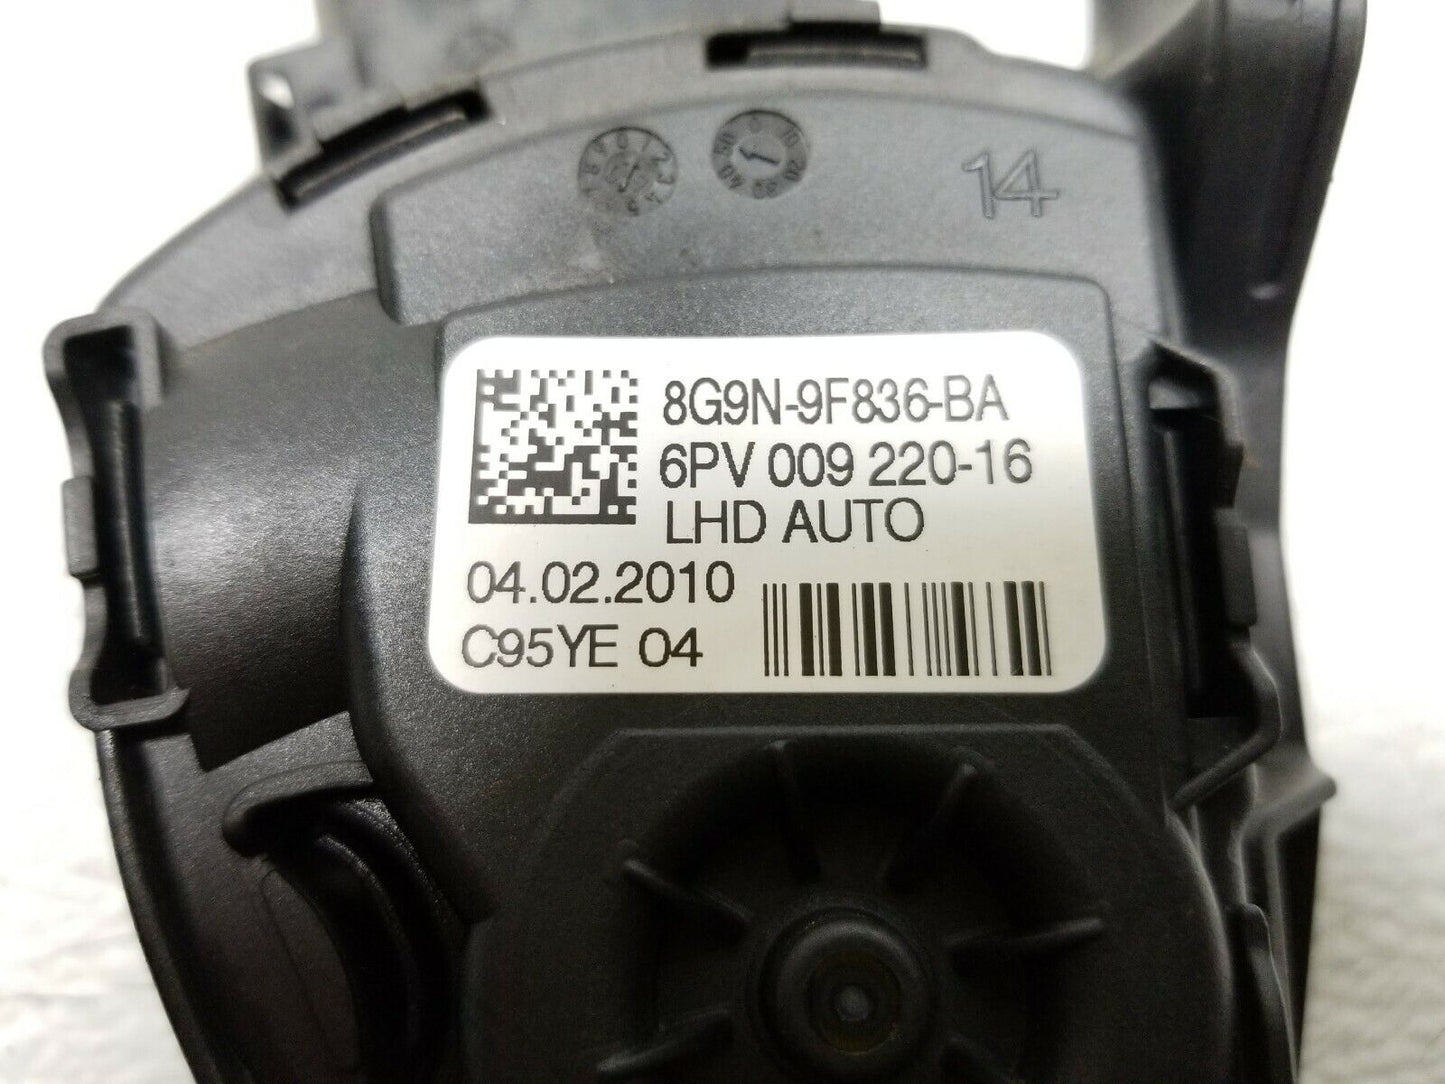 14
8G9N-9F836-BA
6PV 009 220-16
LHD AUTO
04.02.2010
C95YE 04